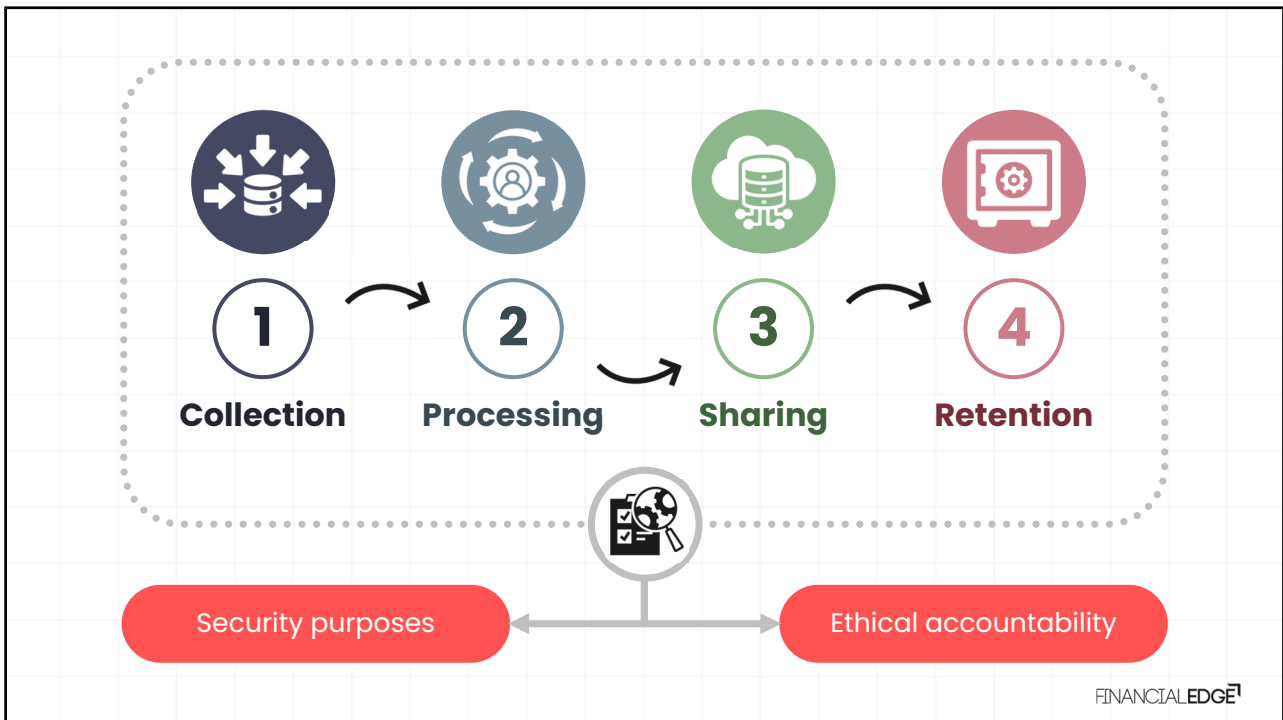 1
2
3
4
Collection
Processing
Sharing
Retention
Security purposes
Ethical accountability
FINANCIALEDGE